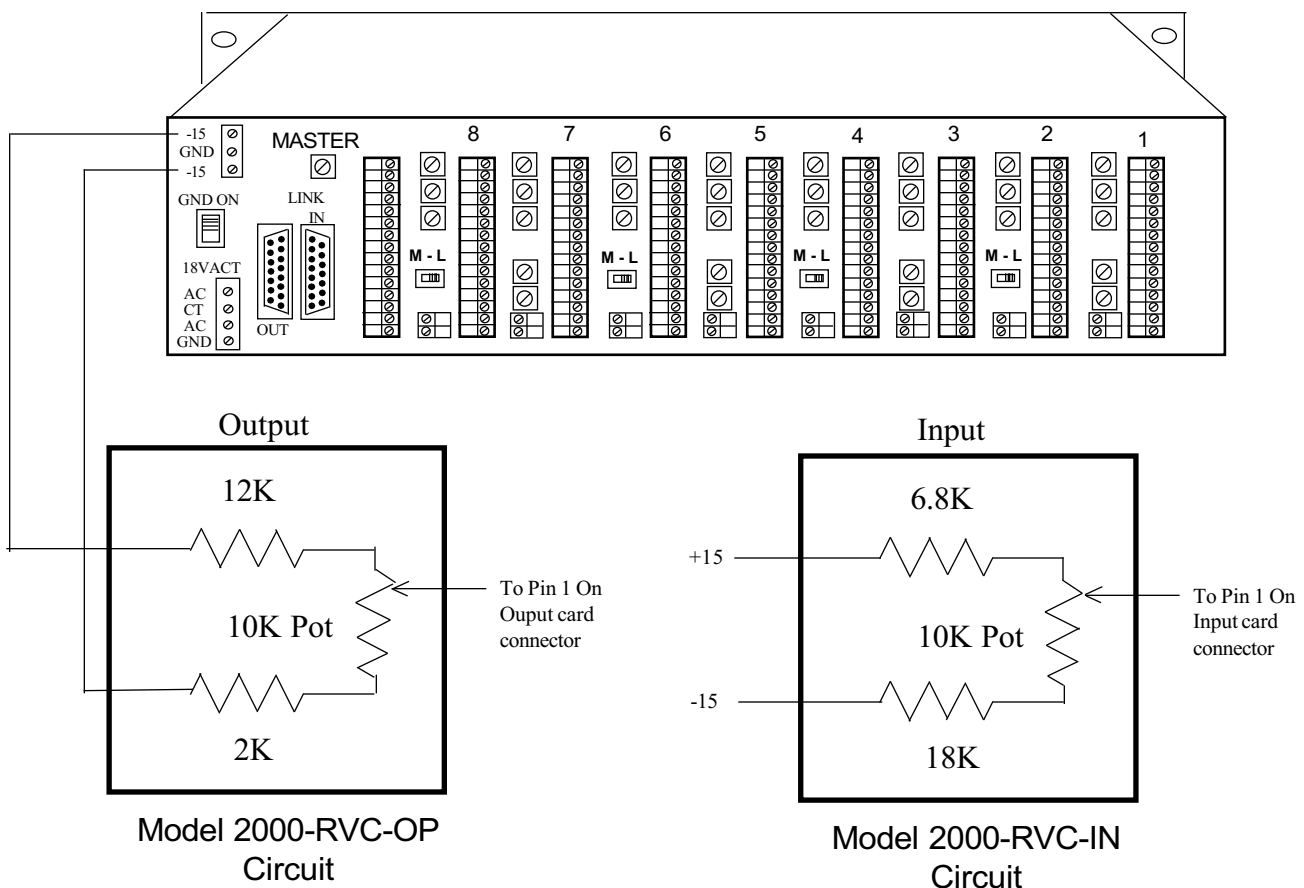 -15
GND
-15
MASTER
8
7
6
5
4
3
2
1
GND ON
LINK
IN
18VACT
AC
CT
AC
GND
OUT
M - L
M - L
M - L
M - L
Output
12K
10K Pot
2K
To Pin 1 On
Ouput card
connector
Model 2000-RVC-OP
Circuit
Input
6.8K
+15
10K Pot
-15
18K
To Pin 1 On
Input card
connector
Model 2000-RVC-IN
Circuit